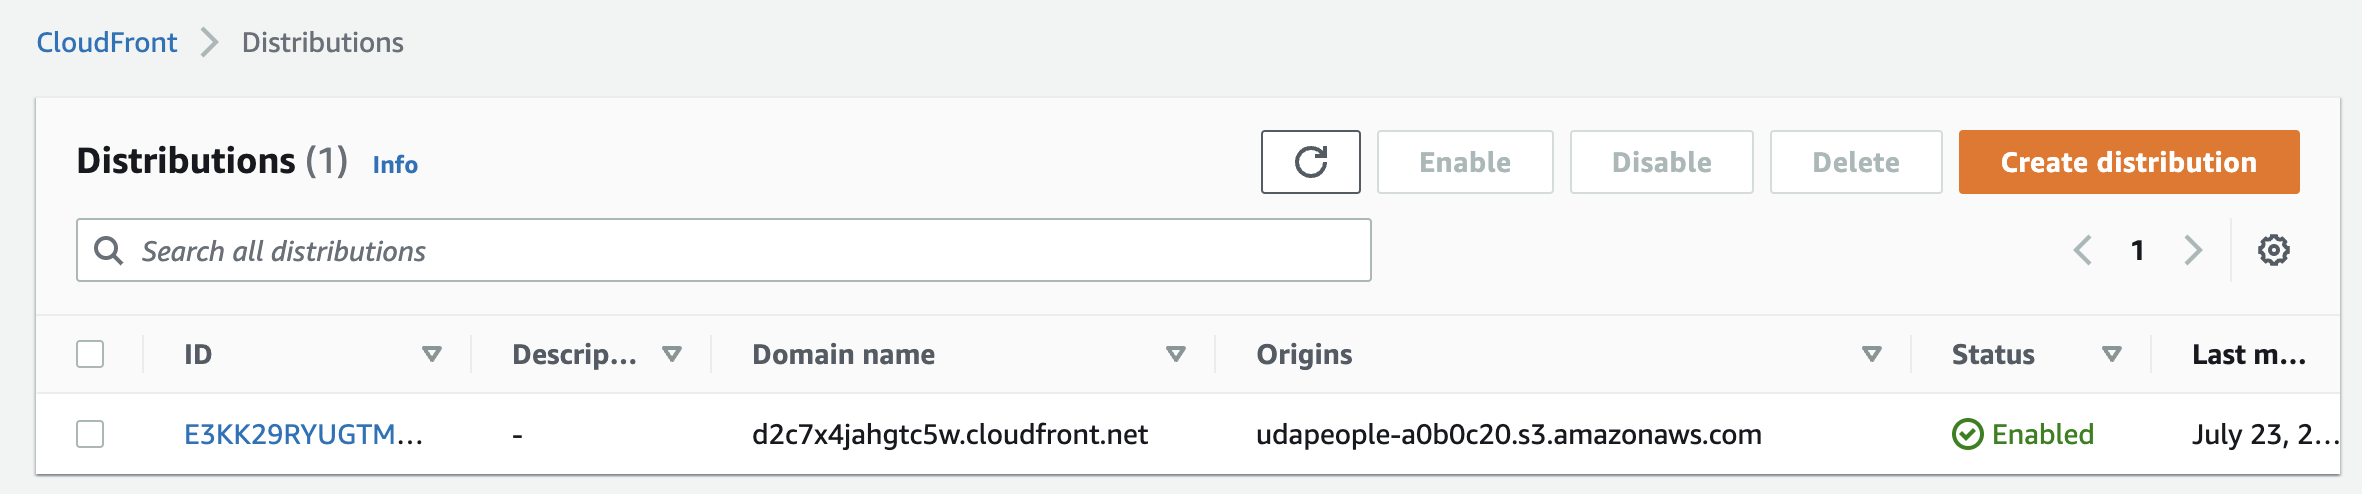 CloudFront Distributions
Distributions (1) Info
Enable Disable Delete Create distribution
Search all distributions
1
ID Descrip... Domain name Origins Status Last m...
E3KK29RYUGTM... - d2c7x4jahgtc5w.cloudfront.net udapeople-a0b0c20.s3.amazonaws.com Enabled July 23, 2...